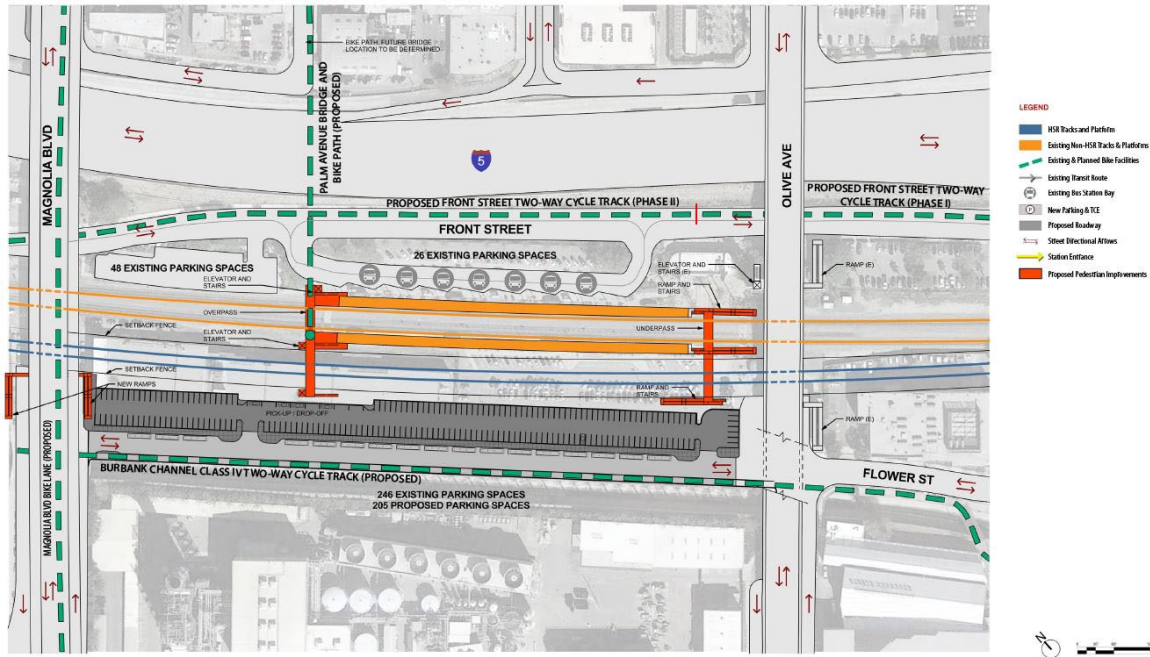 BIKE PATH, FUTURE BRIDGE
LOCATION TO BE DETERMINED
PALM AVENUE BRIDGE AND
BIKE PATH (PROPOSED)
MAGNOLIA BLVD
5
OLIVE AVE
PROPOSED FRONT STREET TWO-WAY CYCLE TRACK (PHASE II)
PROPOSED FRONT STREET TWO-WAY
CYCLE TRACK (PHASE I)
FRONT STREET
48 EXISTING PARKING SPACES
26 EXISTING PARKING SPACES
ELEVATOR AND
STAIRS
ELEVATOR AND
STAIRS (E)
RAMP AND
STAIRS
RAMP (E)
OVERPASS
UNDERPASS
SETBACK FENCE
ELEVATOR AND
STAIRS
SETBACK FENCE
NEW RAMPS
RAMP AND
STAIRS
PICK-UP / DROP-OFF
RAMP (E)
MAGNOLIA BLVD BIKE LANE (PROPOSED)
BURBANK CHANNEL CLASS IV TWO-WAY CYCLE TRACK (PROPOSED)
FLOWER ST
246 EXISTING PARKING SPACES
205 PROPOSED PARKING SPACES
LEGEND
HSR Tracks and Platform
Existing Non-HSR Tracks & Platforms
Existing & Planned Bike Facilities
Existing Transit Route
Existing Bus Station Bay
P
New Parking & TCE
Proposed Roadway
Street Directional Arrows
Station Entrance
Proposed Pedestrian Improvments
N